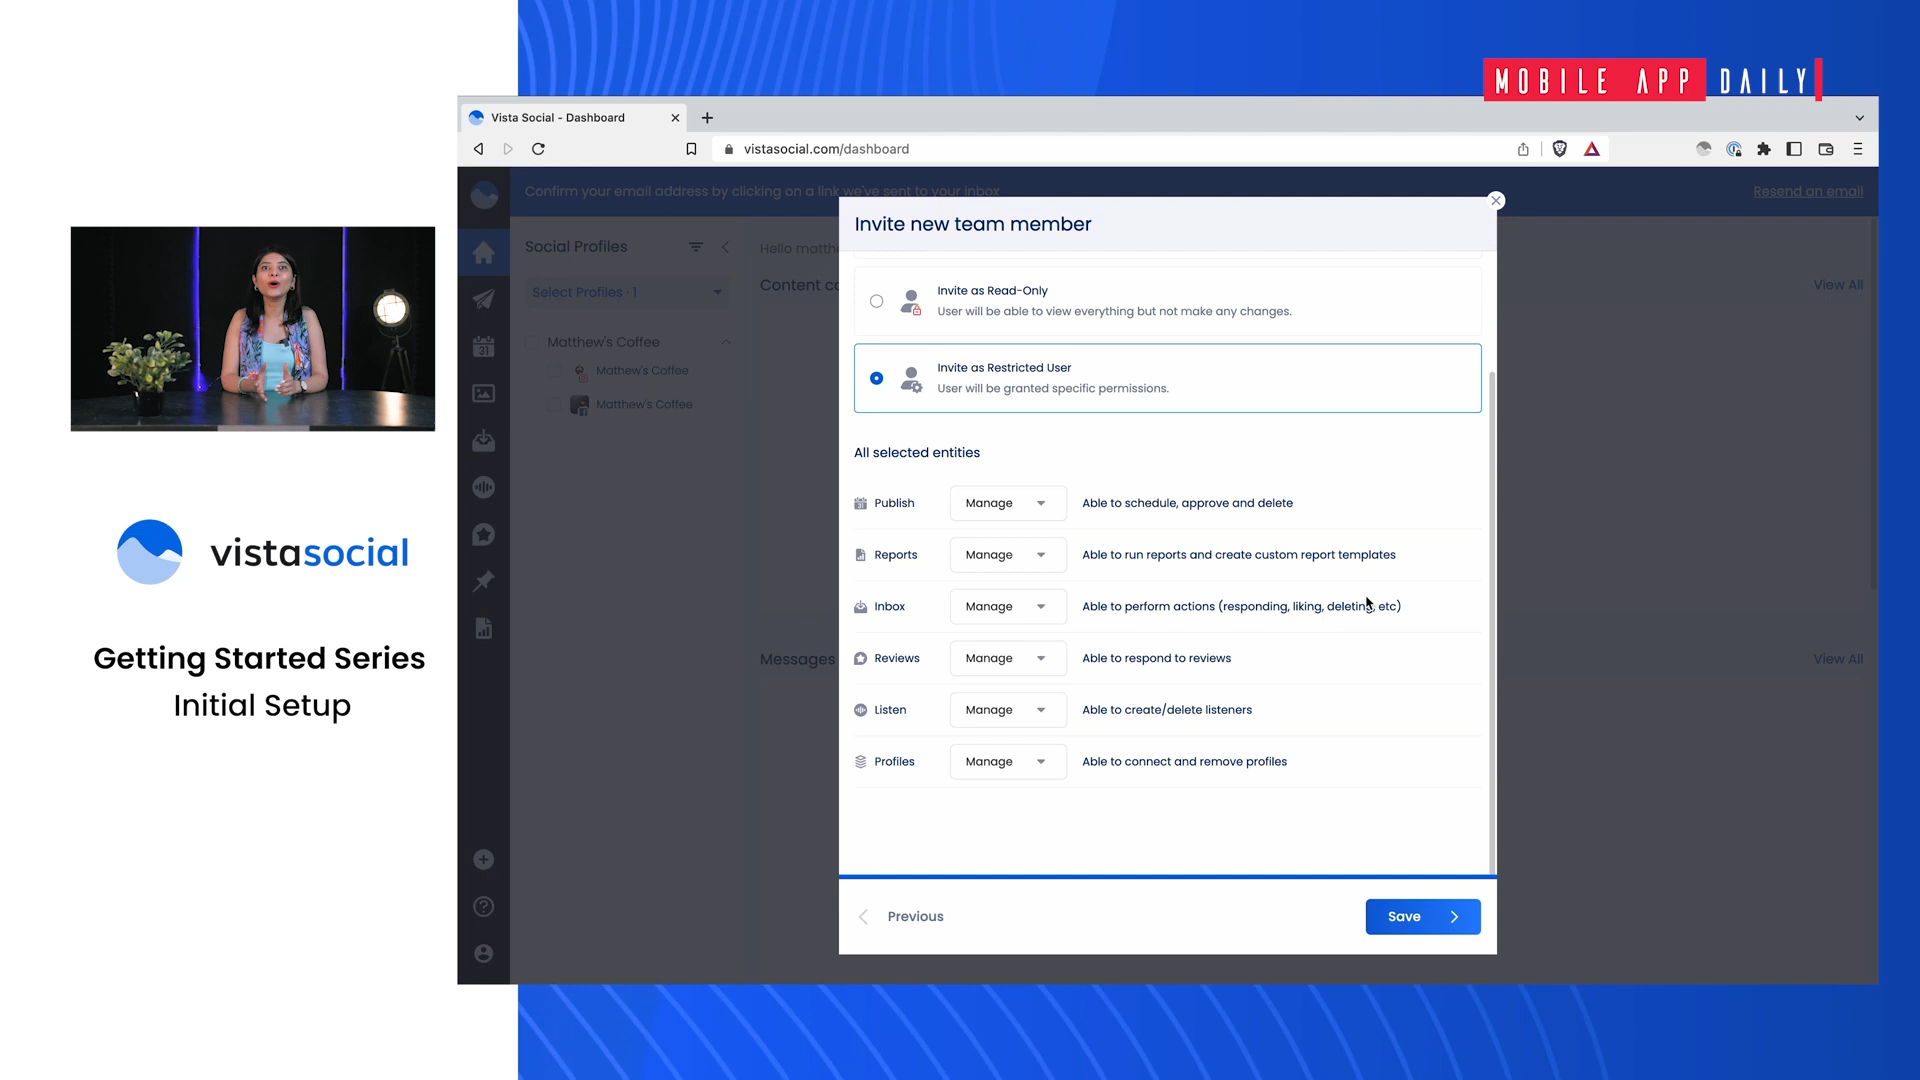 MOBILE APP DAILY
Vista Social - Dashboard
vistasocial.com/dashboard
Confirm your email address by clicking on a link we've sent to your inbox
Resend an email
Invite new team member
Social Profiles
Hello matth
Select Profiles · 1
Content co
View All
Invite as Read-Only
User will be able to view everything but not make any changes.
Matthew's Coffee
Mathew's Coffee
Matthew's Coffee
Invite as Restricted User
User will be granted specific permissions.
31
All selected entities
Publish Manage Able to schedule, approve and delete
Reports Manage Able to run reports and create custom report templates
Inbox Manage Able to perform actions (responding, liking, deleting, etc)
Reviews Manage Able to respond to reviews
Messages
View All
Listen Manage Able to create/delete listeners
Profiles Manage Able to connect and remove profiles
Previous
Save
vistasocial
Getting Started Series
Initial Setup